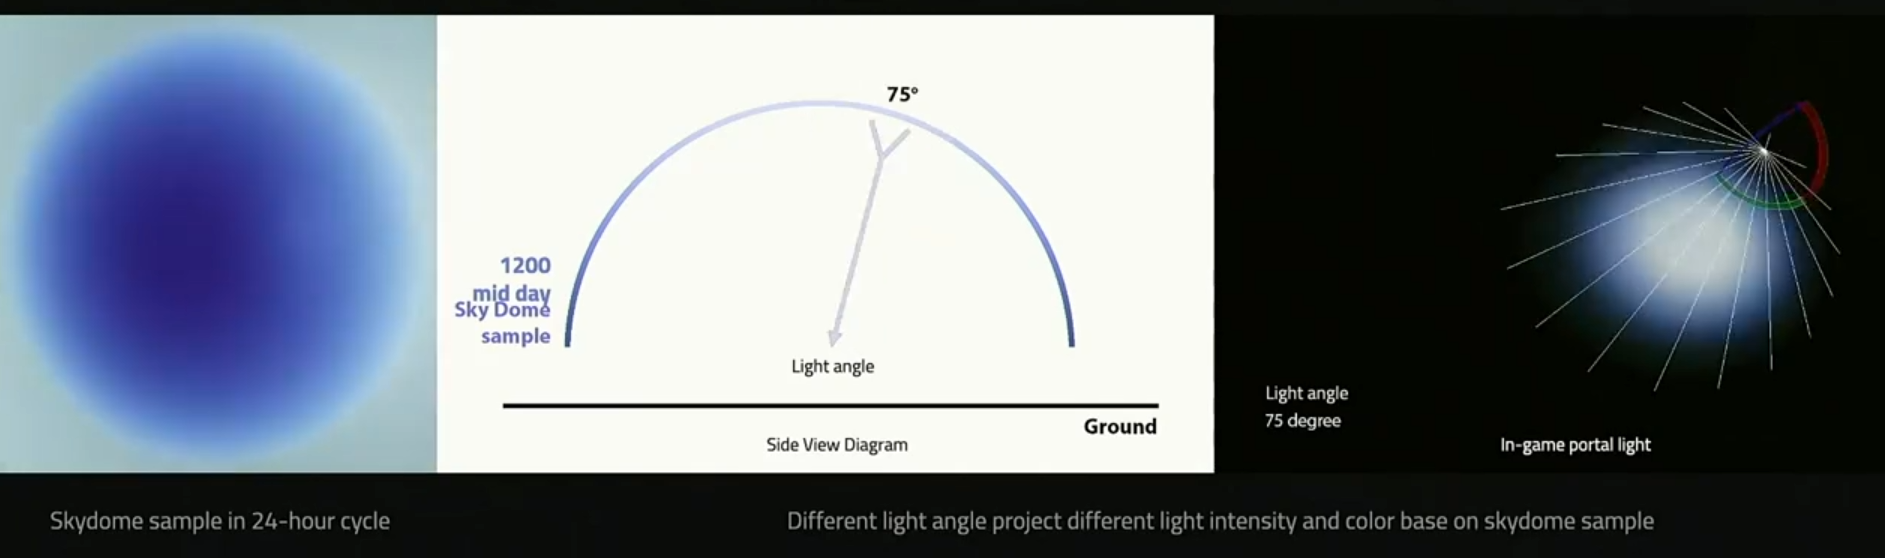 75°
1200
mid day
Sky Dome
sample
Light angle
Ground
Side View Diagram
Light angle
75 degree
In-game portal light
Skydome sample in 24-hour cycle
Different light angle project different light intensity and color base on skydome sample